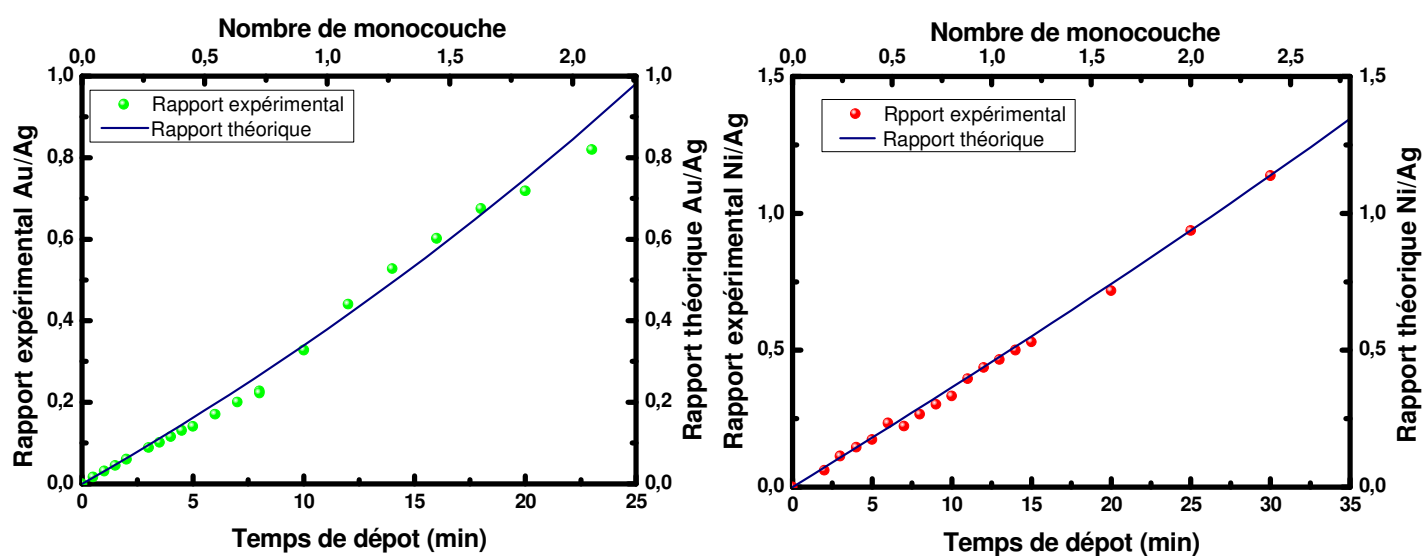 Nombre de monocouche
0,0 0,5 1,0 1,5 2,0
1,0
0,8
0,6
0,4
0,2
0,0
Rapport expérimental Au/Ag
Rapport expérimental
Rapport théorique
1,0
0,8
0,6
0,4
0,2
0,0
Rapport théorique Au/Ag
0 5 10 15 20 25
Temps de dépot (min)
Nombre de monocouche
0,0 0,5 1,0 1,5 2,0 2,5
1,5
1,0
0,5
0,0
Rapport expérimental Ni/Ag
Rpport expérimental
Rapport théorique
1,5
1,0
0,5
0,0
Rapport théorique Ni/Ag
0 5 10 15 20 25 30 35
Temps de dépot (min)